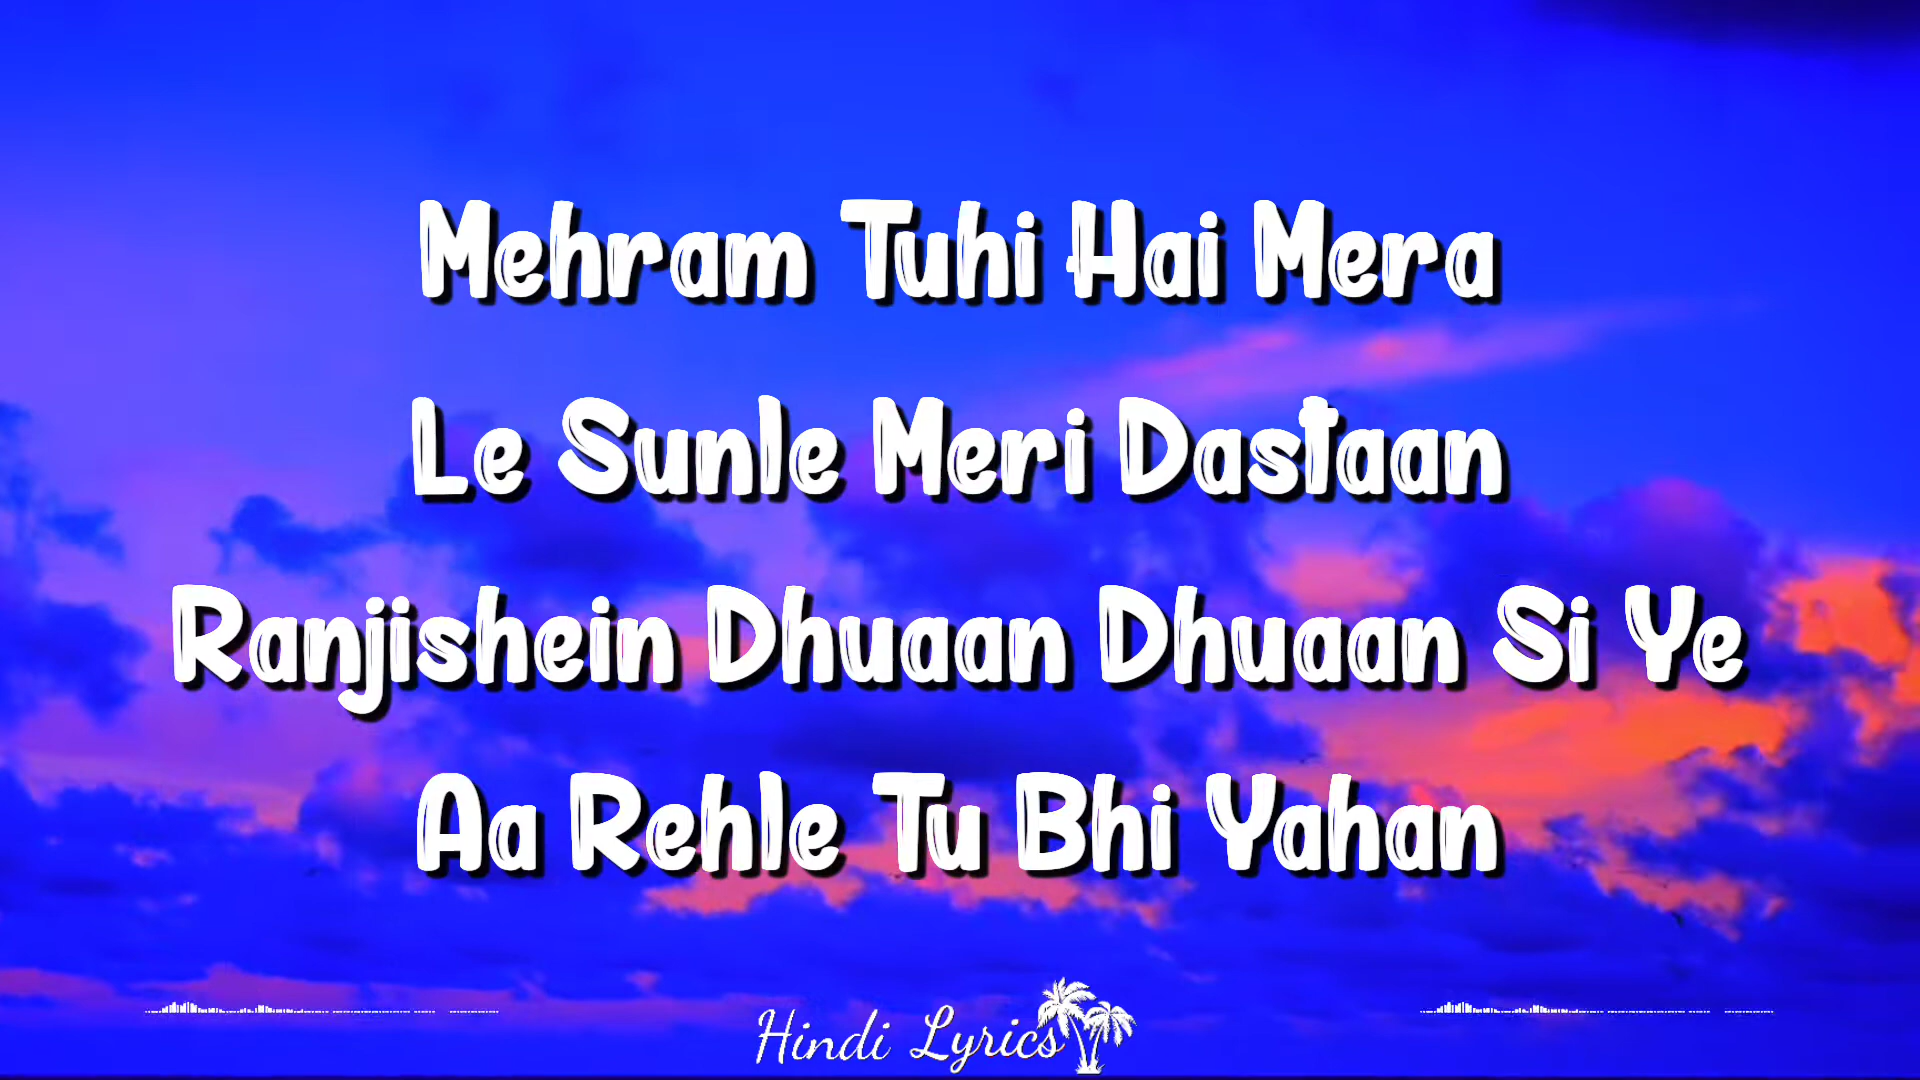 Mehram Tuhi Hai Mera
Le Sunle Meri Dastaan
Ranjishein Dhuaan Dhuaan Si Ye
Aa Rehle Tu Bhi Yahan
Hindi Lyrics